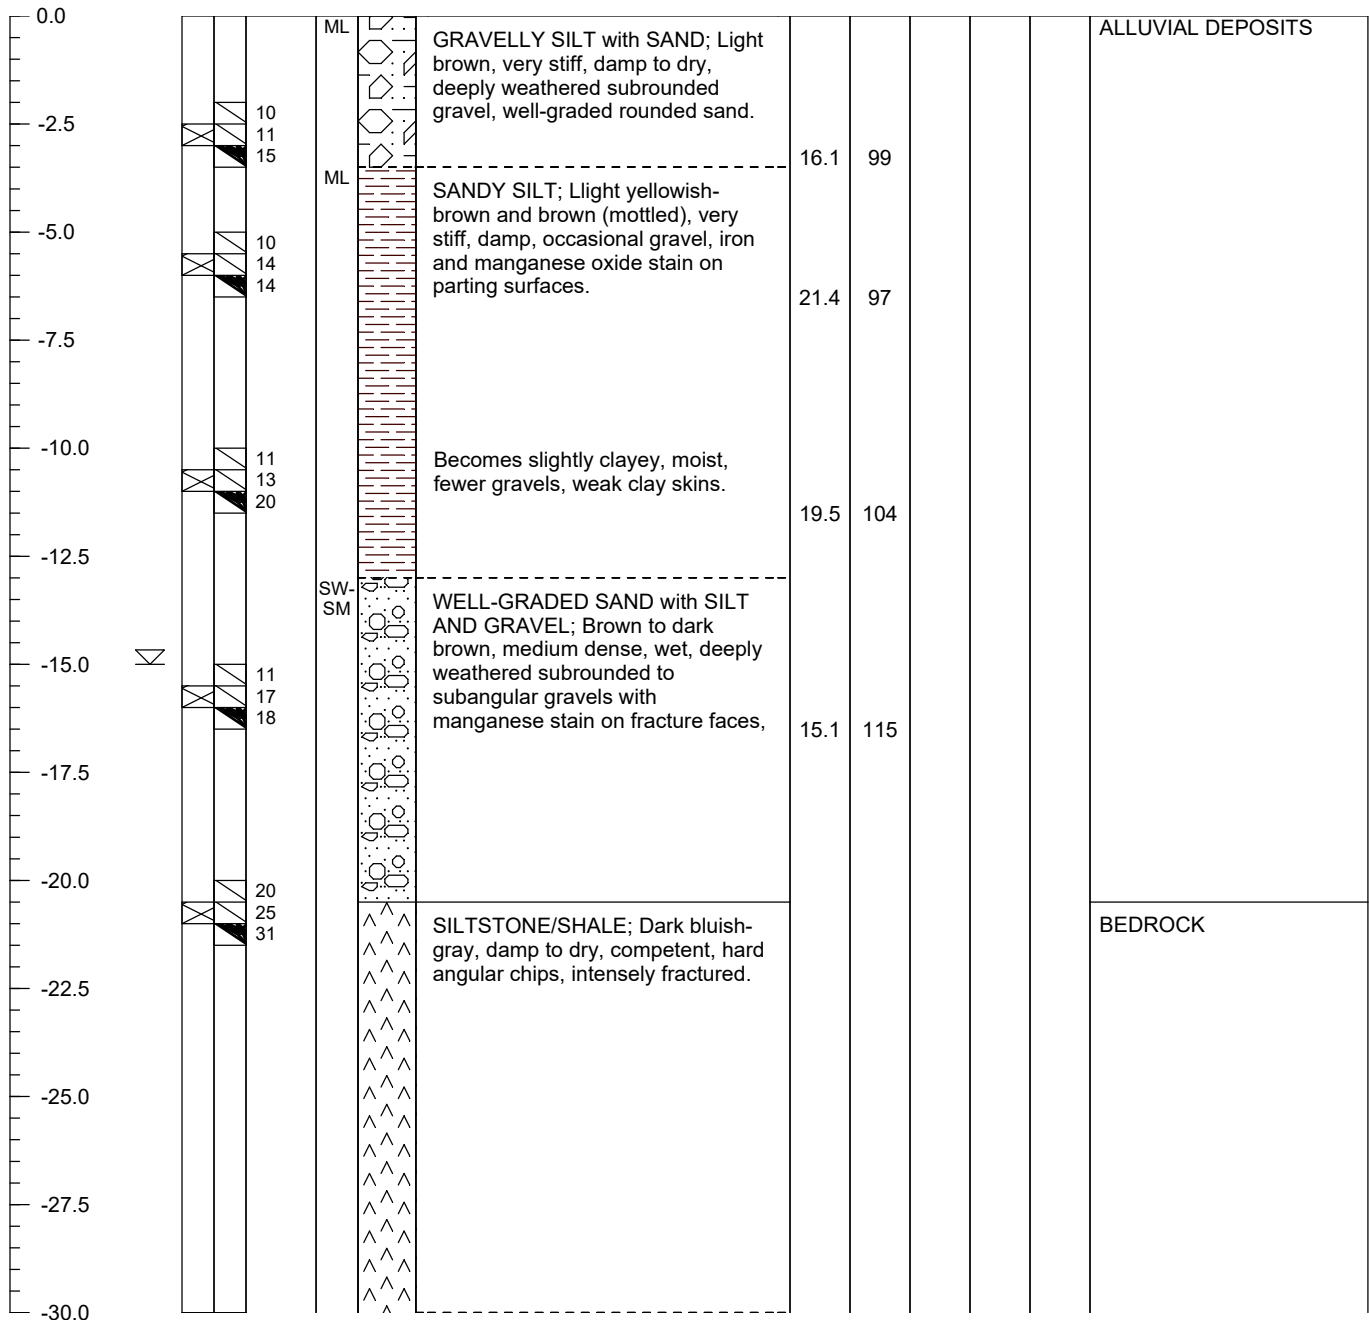 0.0
ML
GRAVELLY SILT with SAND; Light
brown, very stiff, damp to dry,
deeply weathered subrounded
gravel, well-graded rounded sand.
ALLUVIAL DEPOSITS
10
-2.5
11
15
16.1 99
ML
SANDY SILT; Llight yellowish-
brown and brown (mottled), very
stiff, damp, occasional gravel, iron
and manganese oxide stain on
parting surfaces.
-5.0
10
14
14
21.4 97
-7.5
-10.0
11
13
20
Becomes slightly clayey, moist,
fewer gravels, weak clay skins.
19.5 104
-12.5
SW-
SM
WELL-GRADED SAND with SILT
AND GRAVEL; Brown to dark
brown, medium dense, wet, deeply
weathered subrounded to
subangular gravels with
manganese stain on fracture faces,
-15.0
11
17
18
15.1 115
-17.5
-20.0
20
25
31
SILTSTONE/SHALE; Dark bluish-
gray, damp to dry, competent, hard
angular chips, intensely fractured.
BEDROCK
-22.5
-25.0
-27.5
-30.0